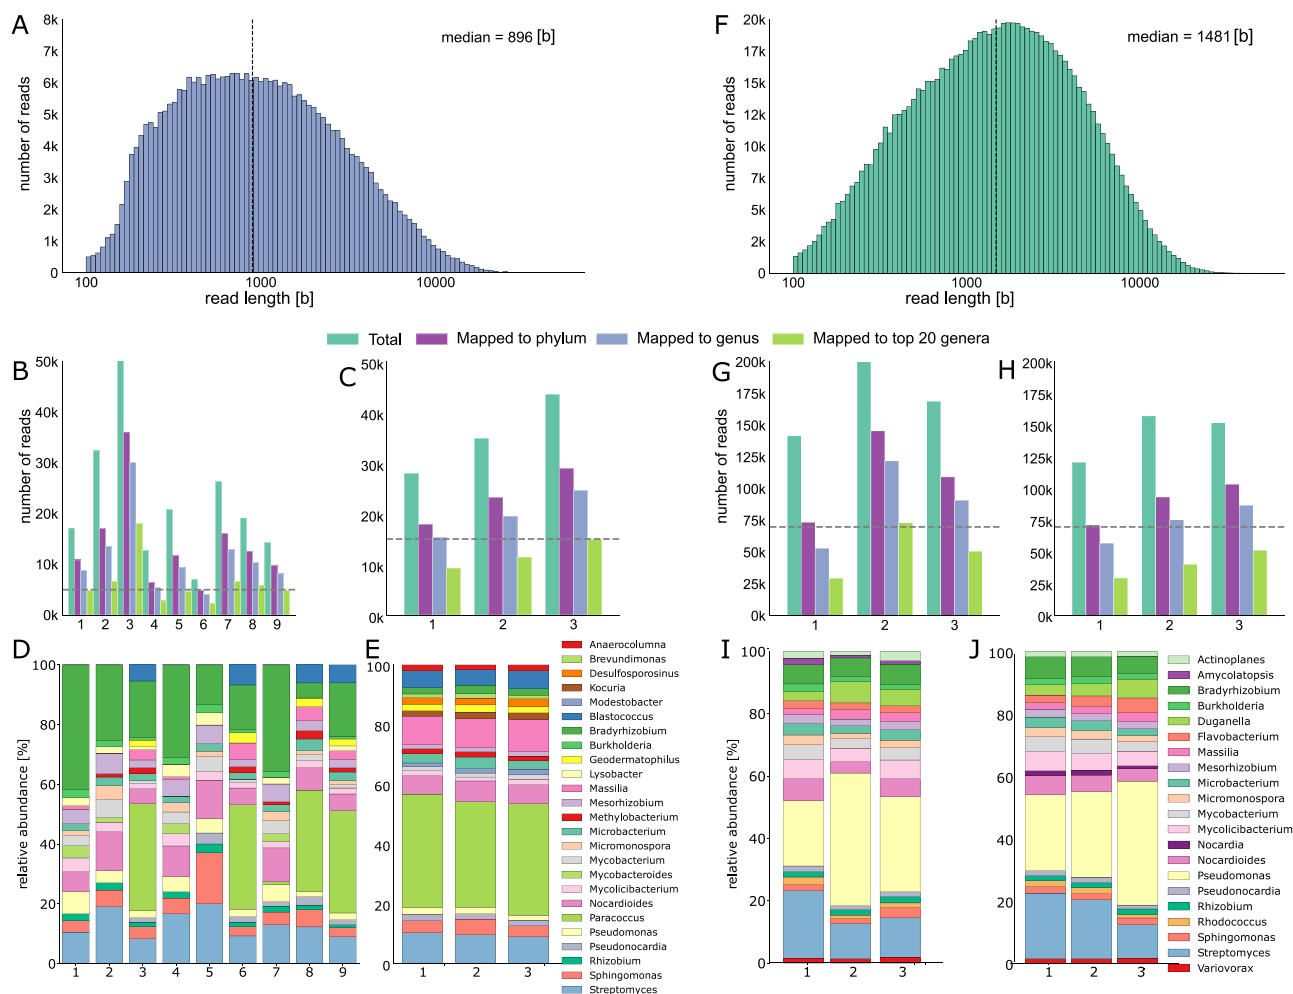 A
8k
7k
6k
5k
4k
3k
2k
1k
0
number of reads
median = 896 [b]
100
1000
10000
read length [b]
F
20k
17k
15k
12k
10k
7k
5k
2k
0
number of reads
median = 1481 [b]
100
1000
10000
read length [b]
Total
Mapped to phylum
Mapped to genus
Mapped to top 20 genera
B
50k
40k
30k
20k
10k
0k
number of reads
1 2 3 4 5 6 7 8 9
C
50k
40k
30k
20k
10k
0k
1 2 3
G
200k
175k
150k
125k
100k
75k
50k
25k
0k
number of reads
1 2 3
H
200k
175k
150k
125k
100k
75k
50k
25k
0k
1 2 3
D
100
80
60
40
20
0
relative abundance [%]
1 2 3 4 5 6 7 8 9
E
100
80
60
40
20
0
1 2 3
Anaerocolumna
Brevundimonas
Desulfosporosinus
Kocuria
Modestobacter
Blastococcus
Bradyrhizobium
Burkholderia
Geodermatophilus
Lysobacter
Massilia
Mesorhizobium
Methylobacterium
Microbacterium
Micromonospora
Mycobacterium
Mycobacteroides
Mycolicibacterium
Nocardioides
Paracoccus
Pseudomonas
Pseudonocardia
Rhizobium
Sphingomonas
Streptomyces
I
100
80
60
40
20
0
relative abundance [%]
1 2 3
J
100
80
60
40
20
0
1 2 3
Actinoplanes
Amycolatopsis
Bradyrhizobium
Burkholderia
Duganella
Flavobacterium
Massilia
Mesorhizobium
Microbacterium
Micromonospora
Mycobacterium
Mycolicibacterium
Nocardia
Nocardioides
Pseudomonas
Pseudonocardia
Rhizobium
Rhodococcus
Sphingomonas
Streptomyces
Variovorax